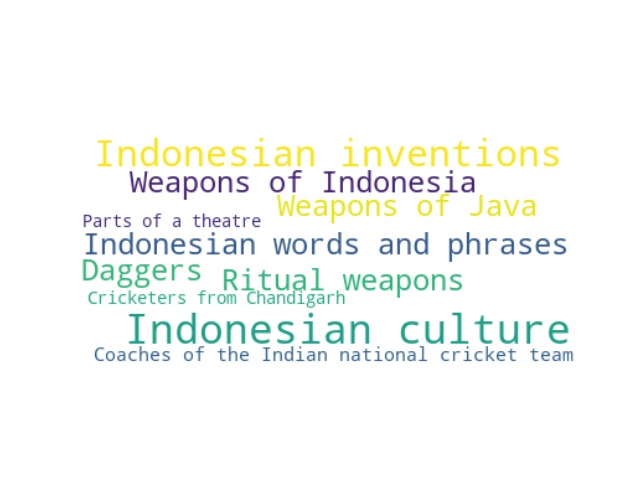 Indonesian inventions
Weapons of Indonesia
Weapons of Java
Parts of a theatre
Indonesian words and phrases
Daggers
Ritual weapons
Cricketers from Chandigarh
Indonesian culture
Coaches of the Indian national cricket team